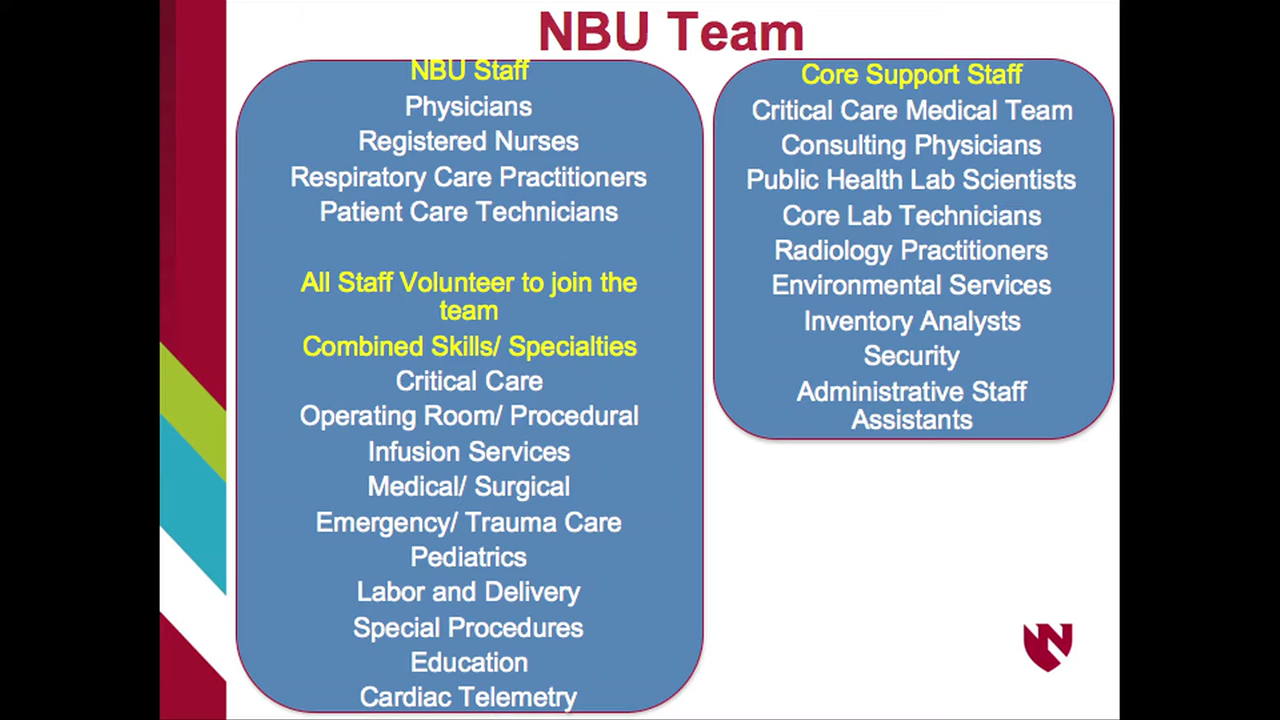 NBU Team
NBU Staff
Physicians
Registered Nurses
Respiratory Care Practitioners
Patient Care Technicians
All Staff Volunteer to join the
team
Combined Skills/ Specialties
Critical Care
Operating Room/ Procedural
Infusion Services
Medical/ Surgical
Emergency/ Trauma Care
Pediatrics
Labor and Delivery
Special Procedures
Education
Cardiac Telemetry
Core Support Staff
Critical Care Medical Team
Consulting Physicians
Public Health Lab Scientists
Core Lab Technicians
Radiology Practitioners
Environmental Services
Inventory Analysts
Security
Administrative Staff
Assistants
N